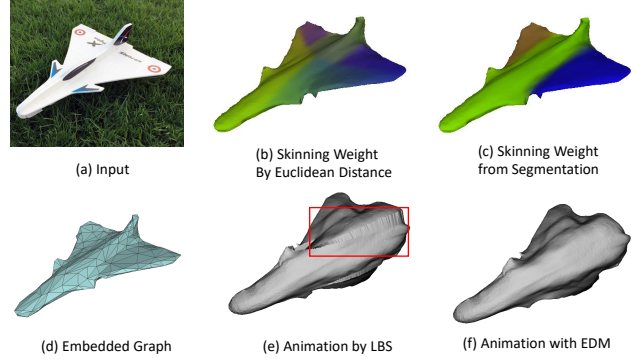 (a) Input
(b) Skinning Weight
By Euclidean Distance
(c) Skinning Weight
from Segmentation
(d) Embedded Graph
(e) Animation by LBS
(f) Animation with EDM